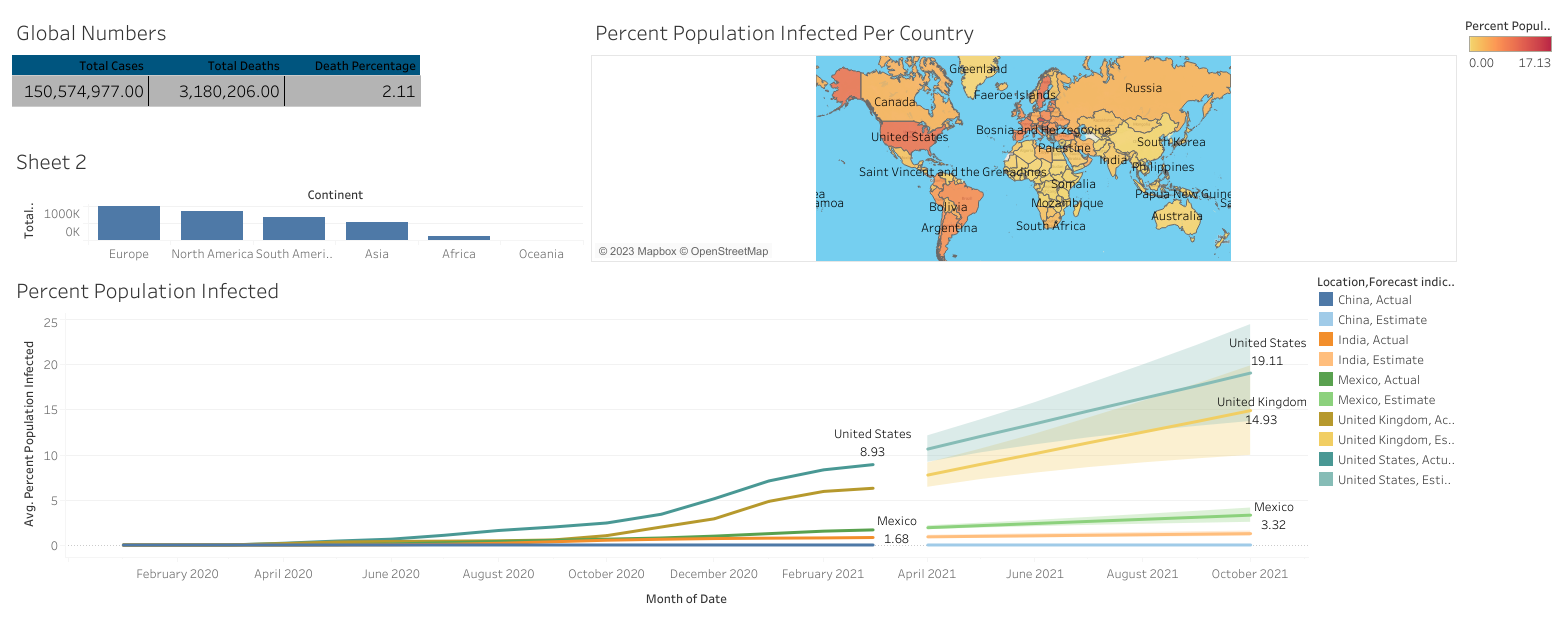 Global Numbers
Total Cases Total Deaths Death Percentage
150,574,977.00 3,180,206.00 2.11
Sheet 2
Continent
Total..
1000K
0K
Europe North America South Ameri.. Asia Africa Oceania
Percent Population Infected Per Country
Greenland
Canada
Faeroe Islands
Russia
United States
Bosnia and Herzegovina
Palestine
South Korea
India
Philippines
Saint Vincent and the Grenadines
Somalia
Papua New Guine
Sa
ea
amoa
Bolivia
Mozambique
Australia
Argentina
South Africa
© 2023 Mapbox © OpenStreetMap
Percent Popul..
0.00 17.13
Percent Population Infected
Avg. Percent Population Infected
25
20
15
10
5
0
United States
8.93
Mexico
1.68
United States
19.11
United Kingdom
14.93
Mexico
3.32
February 2020 April 2020 June 2020 August 2020 October 2020 December 2020 February 2021 April 2021 June 2021 August 2021 October 2021
Month of Date
Location,Forecast indic..
China, Actual
China, Estimate
India, Actual
India, Estimate
Mexico, Actual
Mexico, Estimate
United Kingdom, Ac..
United Kingdom, Es..
United States, Actu..
United States, Esti..